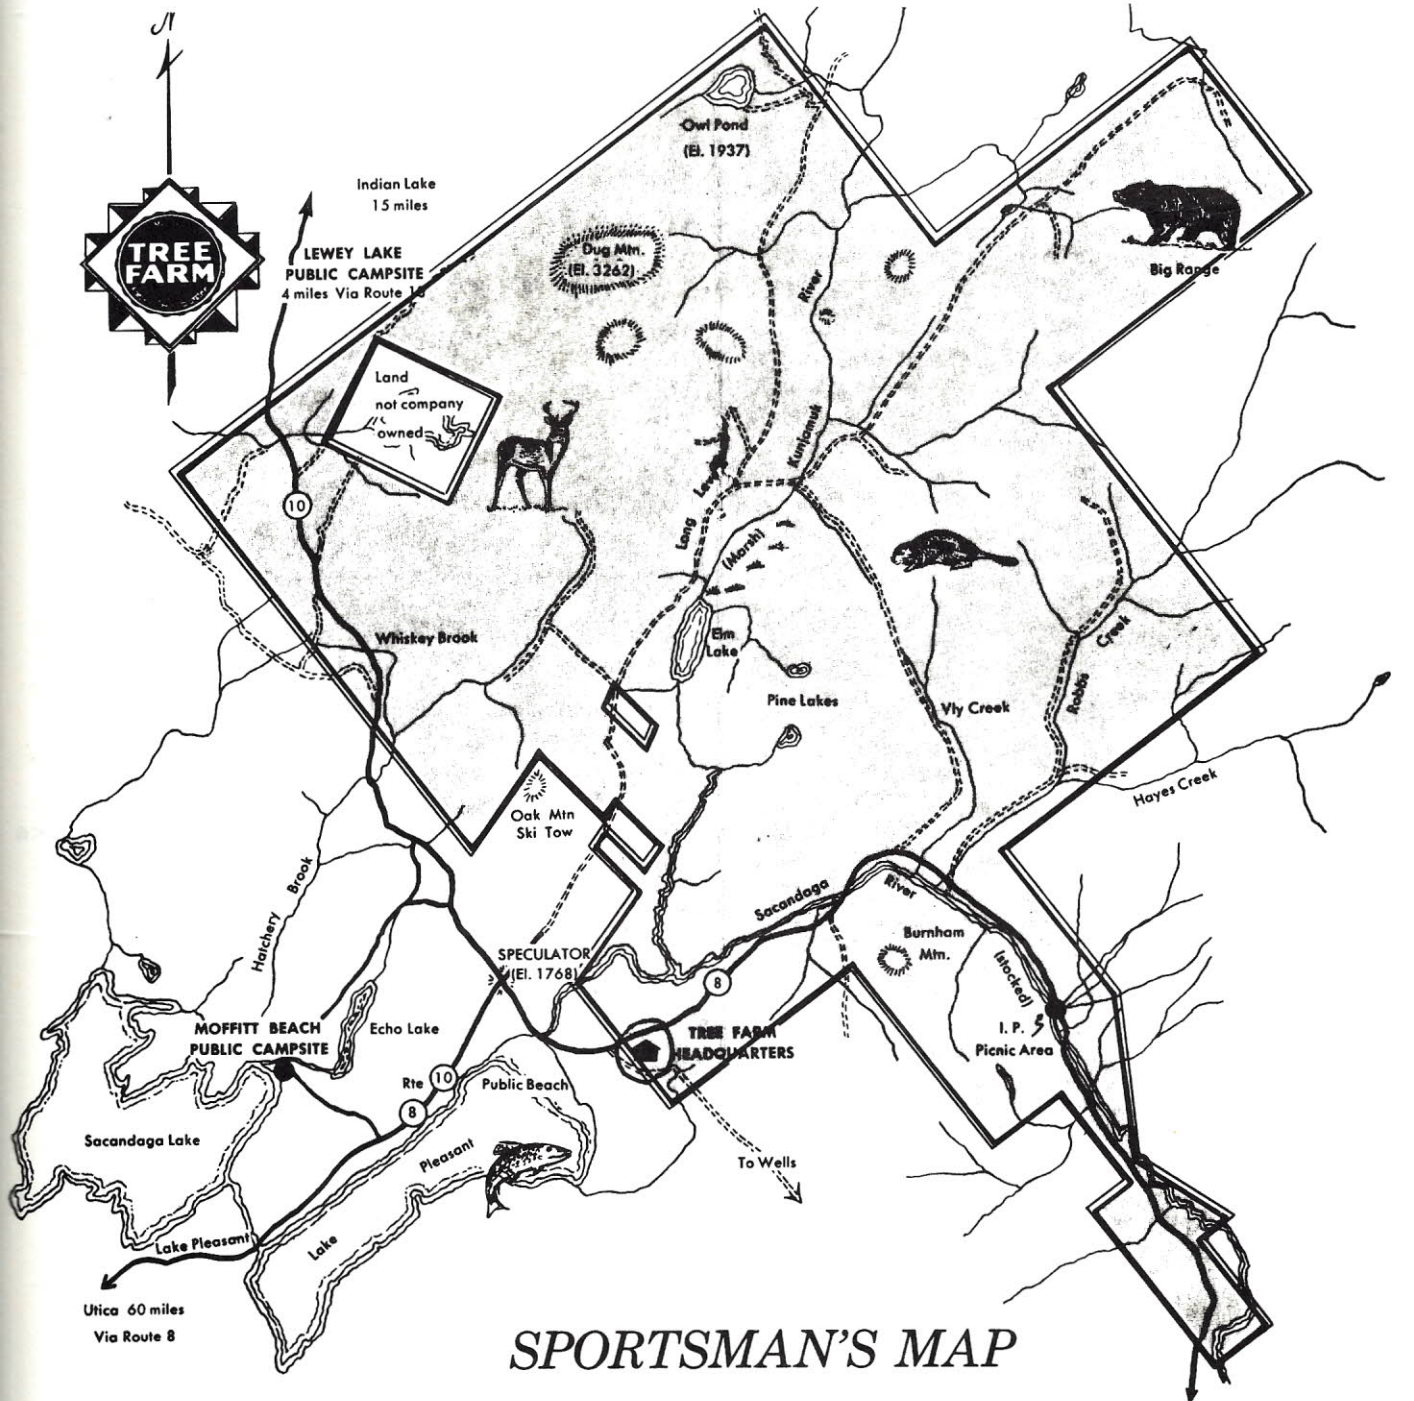 N
TREE
FARM
Indian Lake
15 miles
LEWEY LAKE
PUBLIC CAMPSITE
4 miles Via Route 10
Owl Pond
(El. 1937)
Dug Mtn.
(El. 3262)
Big Range
Land
not company
owned
10
Kunjamuk
River
Long
Level
(Marsh)
Elm
Lake
Pine Lakes
Whiskey Brook
Vly Creek
Robbs
Creek
Hayes Creek
Oak Mtn
Ski Tow
Hatchery Brook
Sacandaga
River
(stocked)
Burnham
Mtn.
SPECULATOR
(El. 1768)
8
TREE FARM
HEADQUARTERS
I. P.
Picnic Area
MOFFITT BEACH
PUBLIC CAMPSITE
Echo Lake
Rte 10
8
Public Beach
Sacandaga Lake
Lake Pleasant
Lake
Pleasant
To Wells
Utica 60 miles
Via Route 8
SPORTSMAN'S MAP